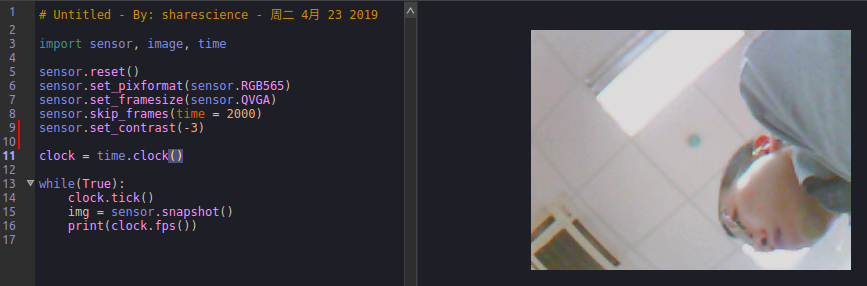 1 # Untitled - By: sharescience - 周二 4月 23 2019
2
3 import sensor, image, time
4
5 sensor.reset()
6 sensor.set_pixformat(sensor.RGB565)
7 sensor.set_framesize(sensor.QVGA)
8 sensor.skip_frames(time = 2000)
9 sensor.set_contrast(-3)
10
11 clock = time.clock()
12
13 while(True):
14     clock.tick()
15     img = sensor.snapshot()
16     print(clock.fps())
17